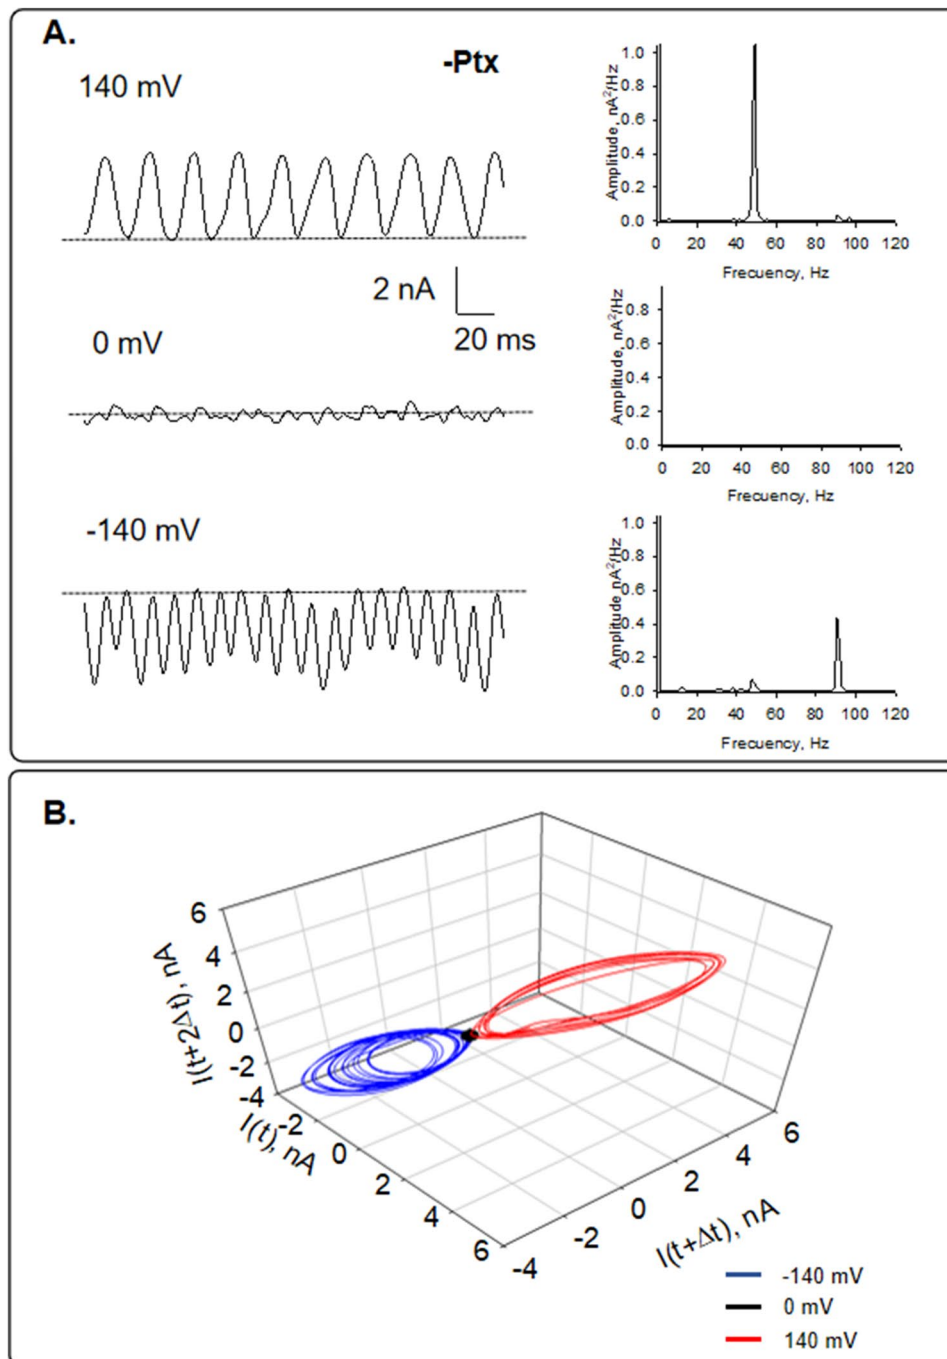 A.
-Ptx
140 mV
2 nA
20 ms
0 mV
-140 mV
Amplitude, nA²/Hz
1.0
0.8
0.6
0.4
0.2
0.0
0 20 40 60 80 100 120
Frecuency, Hz
Amplitude, nA²/Hz
0.8
0.6
0.4
0.2
0.0
0 20 40 60 80 100 120
Frecuency, Hz
Amplitude nA²/Hz
1.0
0.8
0.6
0.4
0.2
0.0
0 20 40 60 80 100 120
Frecuency, Hz
B.
I(t+2Δt), nA
6
4
2
0
-2
-4
I(t), nA
-2
0
2
4
6
-4
-2
0
2
4
6
I(t+Δt), nA
-140 mV
0 mV
140 mV